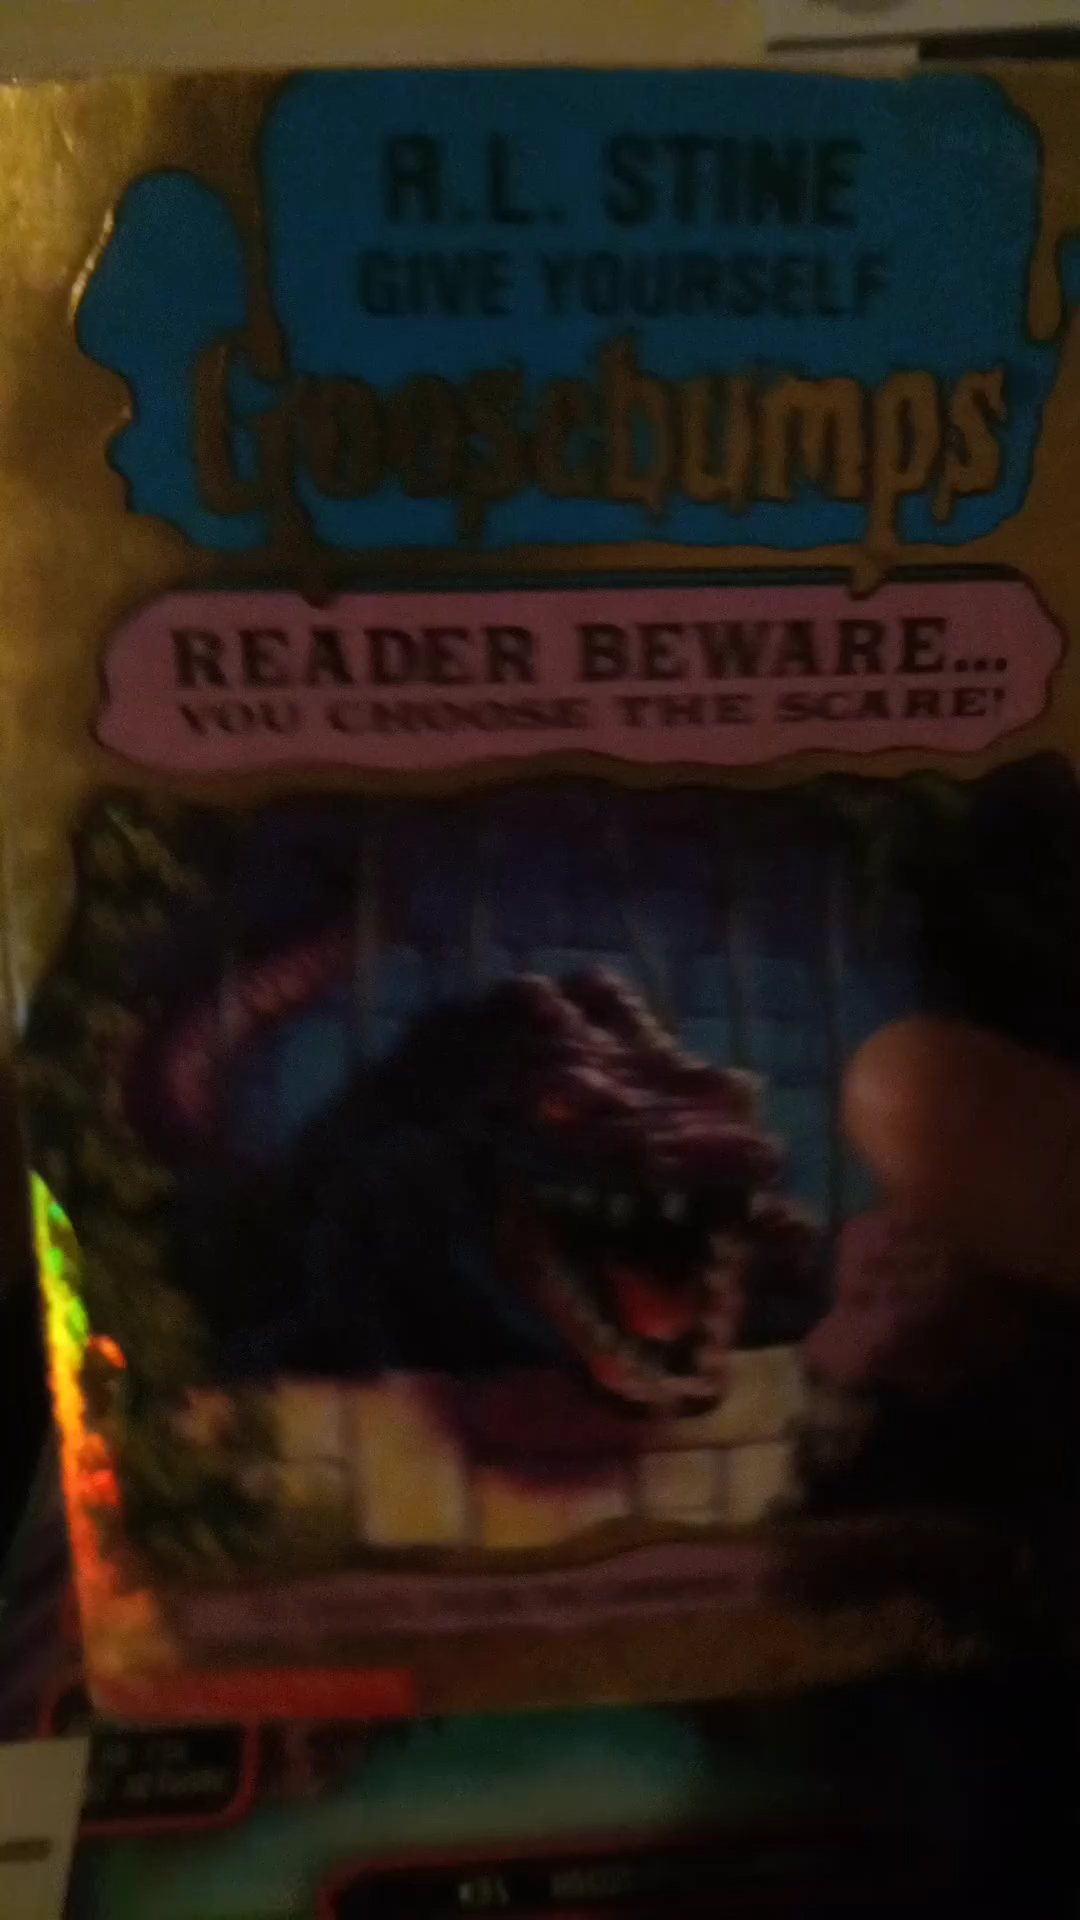 R.L. STINE
GIVE YOURSELF
Goosebumps
READER BEWARE...
YOU CHOOSE THE SCARE!